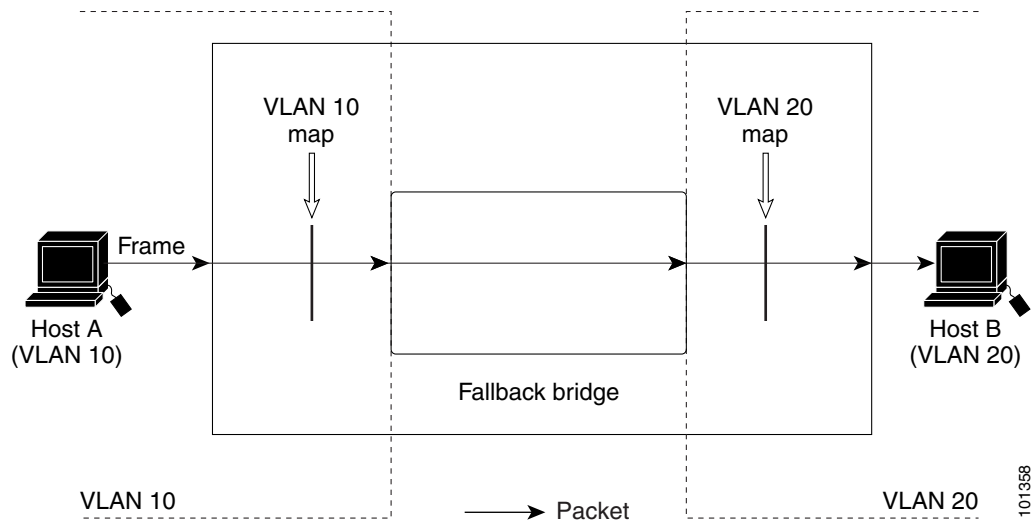 VLAN 10
map
VLAN 20
map
Frame
Host A
(VLAN 10)
Host B
(VLAN 20)
Fallback bridge
VLAN 10
Packet
VLAN 20
101358